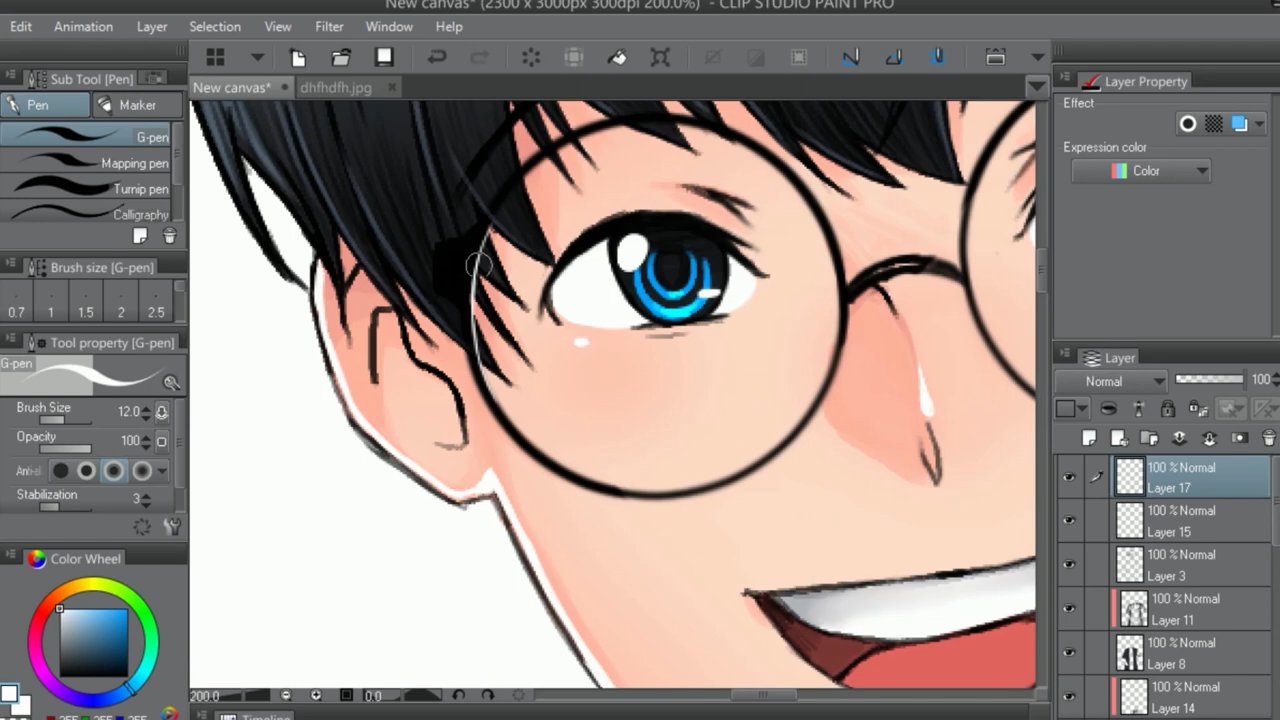 New canvas* (2300 x 3000px 300dpi 200.0%) - CLIP STUDIO PAINT PRO
Edit Animation Layer Selection View Filter Window Help
Sub Tool [Pen]
New canvas* dhfhdfh.jpg
Layer Property
Pen Marker
Effect
G-pen
Mapping pen
Turnip pen
Calligraphy
Expression color
Color
Brush size [G-pen]
0.7 1 1.5 2 2.5
Tool property [G-pen]
G-pen
Brush Size 12.0
Opacity 100
Anti-al
Stabilization 3
Color Wheel
Layer
Normal 100
100 % Normal
Layer 17
100 % Normal
Layer 15
100 % Normal
Layer 3
100 % Normal
Layer 11
100 % Normal
Layer 8
100 % Normal
Layer 14
200.0 0.0
255 255 255
Timeline